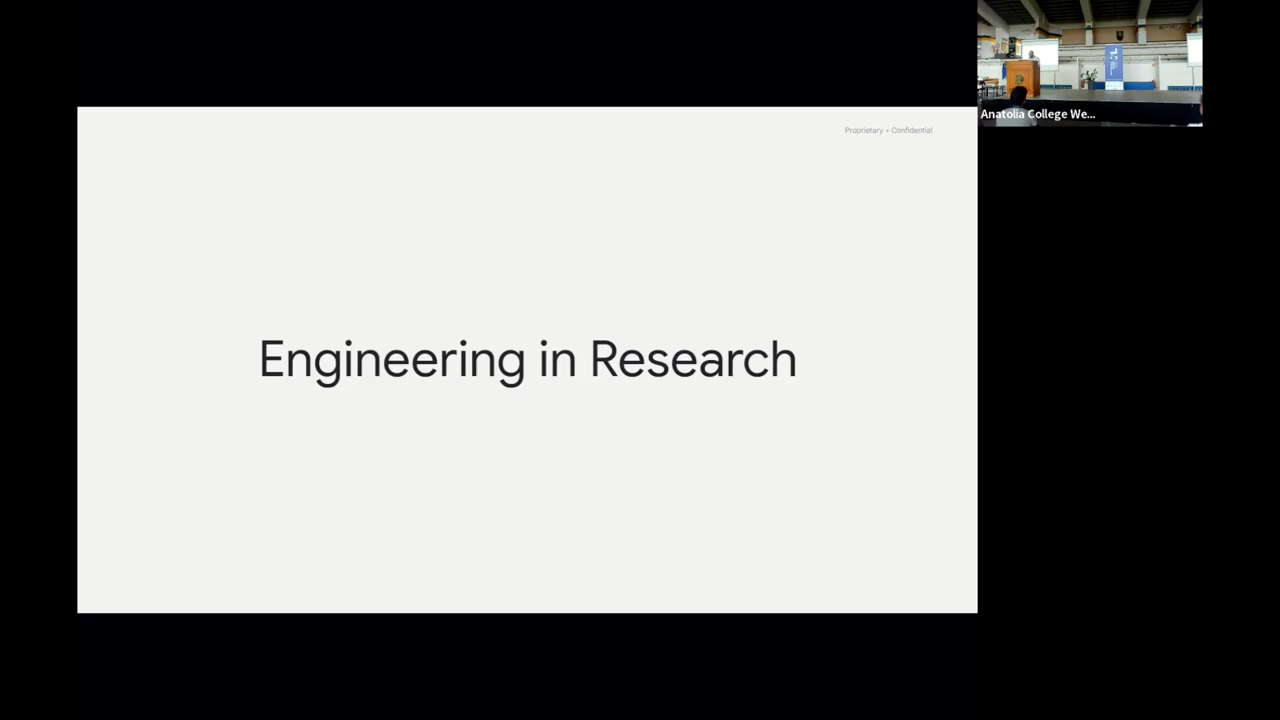 Proprietary + Confidential
Engineering in Research
Anatolia College We...